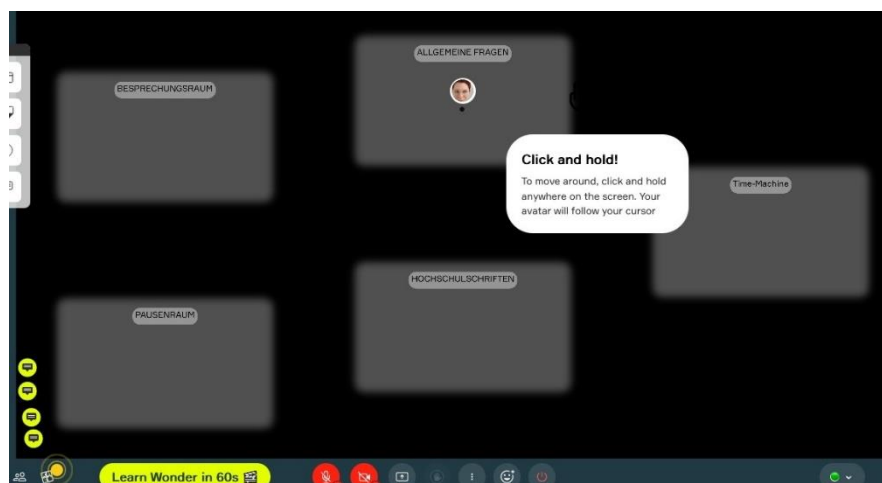 ALLGEMEINE FRAGEN
BESPRECHUNGSRAUM
Click and hold!
To move around, click and hold
anywhere on the screen. Your
avatar will follow your cursor
Time-Machine
HOCHSCHULSCHRIFTEN
PAUSENRAUM
Learn Wonder in 60s